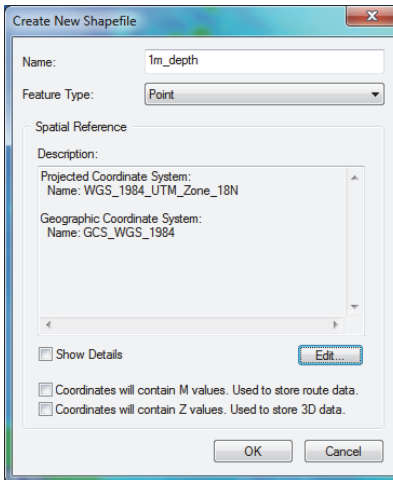 Create New Shapefile
x
Name: 1m_depth
Feature Type: Point
Spatial Reference
Description:
Projected Coordinate System:
Name: WGS_1984_UTM_Zone_18N
Geographic Coordinate System:
Name: GCS_WGS_1984
Show Details Edit...
Coordinates will contain M values. Used to store route data.
Coordinates will contain Z values. Used to store 3D data.
OK Cancel